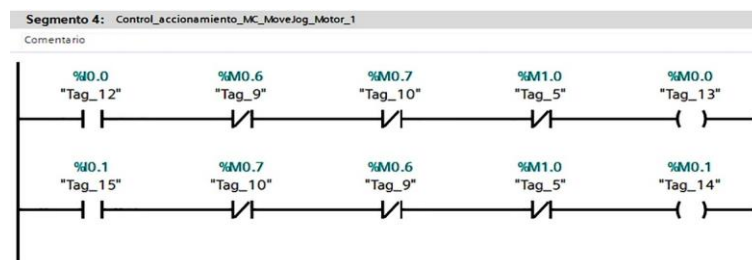 Segmento 4: Control_accionamiento_MC_MoveJog_Motor_1
Comentario
%I0.0 %M0.6 %M0.7 %M1.0 %M0.0
"Tag_12" "Tag_9" "Tag_10" "Tag_5" "Tag_13"
%I0.1 %M0.7 %M0.6 %M1.0 %M0.1
"Tag_15" "Tag_10" "Tag_9" "Tag_5" "Tag_14"